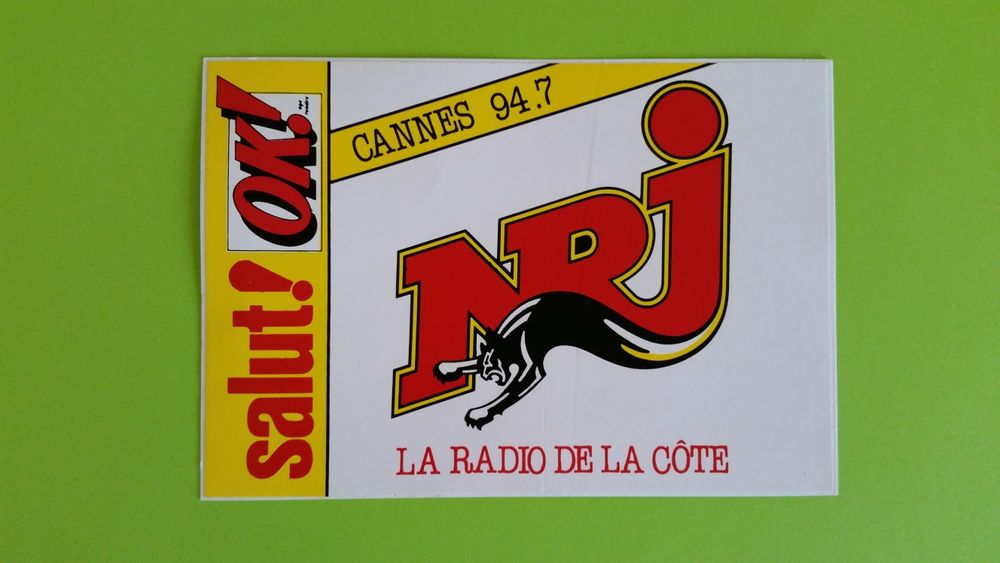 CANNES 94.7
NRJ
LA RADIO DE LA CÔTE
salut!
OK!